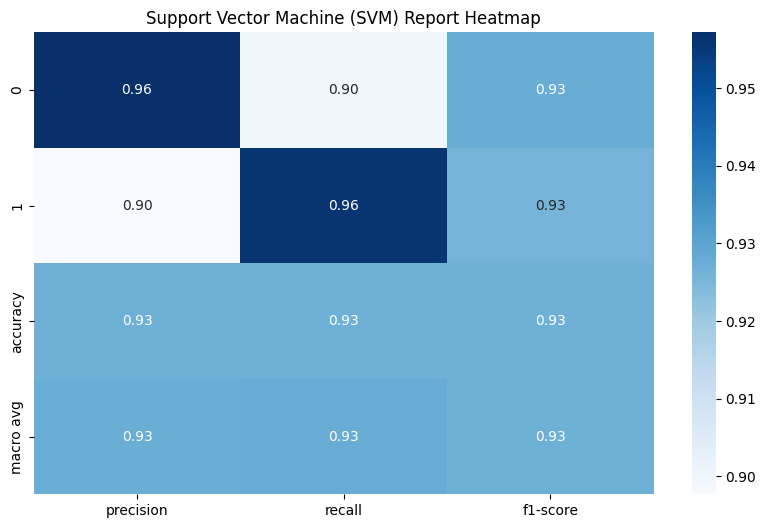 Support Vector Machine (SVM) Report Heatmap
0 0.96 0.90 0.93
1 0.90 0.96 0.93
accuracy 0.93 0.93 0.93
macro avg 0.93 0.93 0.93
precision recall f1-score
0.95
0.94
0.93
0.92
0.91
0.90